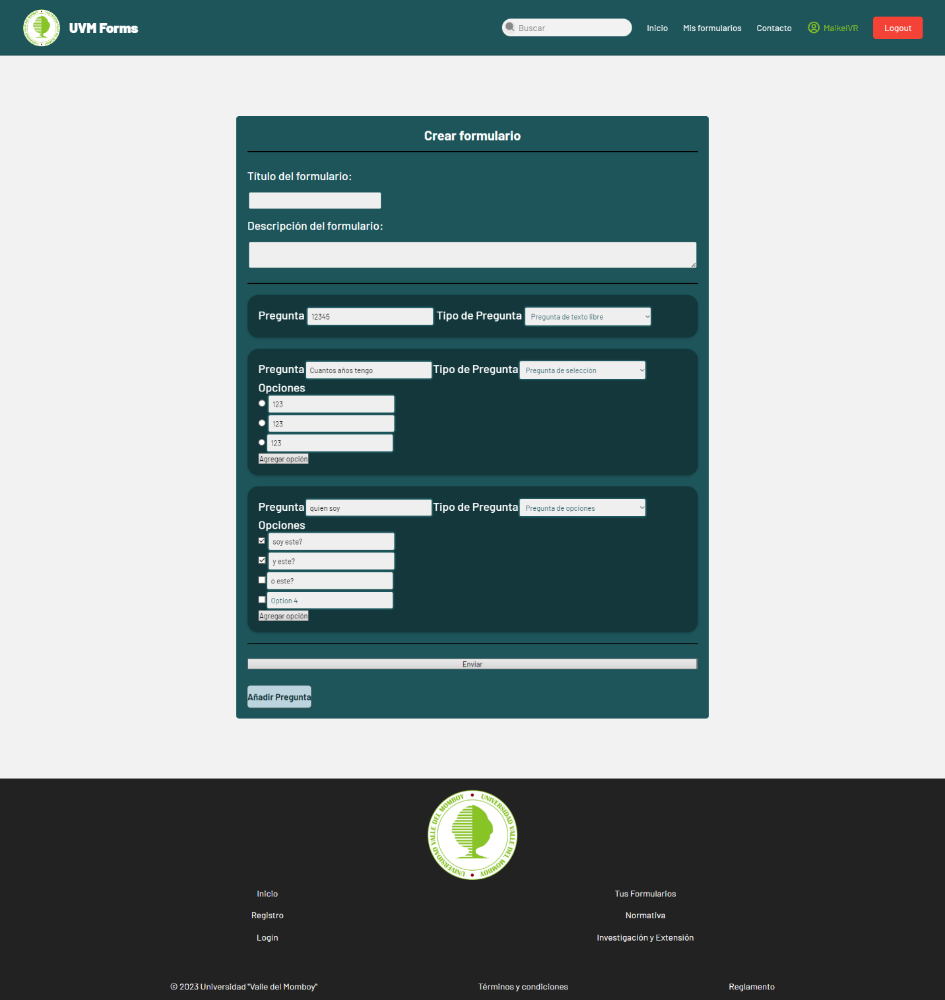 UVM Forms
Buscar
Inicio
Mis formularios
Contacto
MaikelVR
Logout
Crear formulario
Título del formulario:
Descripción del formulario:
Pregunta 12345 Tipo de Pregunta Pregunta de texto libre
Pregunta Cuantos años tengo Tipo de Pregunta Pregunta de selección
Opciones
123
123
123
Agregar opción
Pregunta quien soy Tipo de Pregunta Pregunta de opciones
Opciones
soy este?
y este?
o este?
Option 4
Agregar opción
Enviar
Añadir Pregunta
UNIVERSIDAD VALLE DEL MOMBOY
UNIVERSIDAD VALLE DEL MOMBOY
Inicio
Tus Formularios
Registro
Normativa
Login
Investigación y Extensión
© 2023 Universidad "Valle del Momboy"
Términos y condiciones
Reglamento